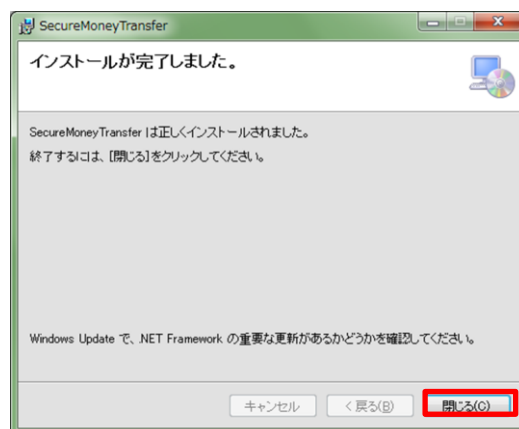 SecureMoneyTransfer
インストールが完了しました。
SecureMoneyTransfer は正しくインストールされました。
終了するには、[閉じる]をクリックしてください。
Windows Update で、.NET Framework の重要な更新があるかどうかを確認してください。
キャンセル
< 戻る(B)
閉じる(C)